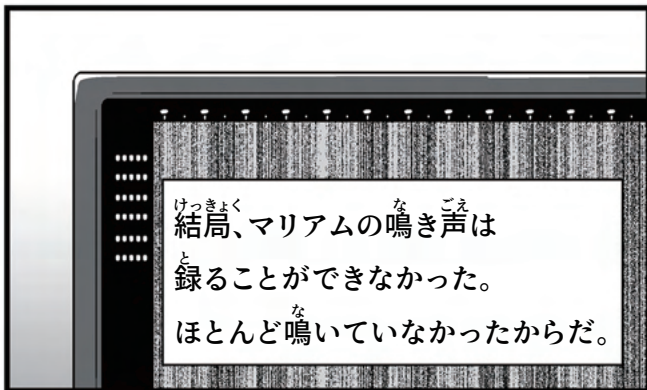 結局、マリアムの鳴き声は
録ることができなかった。
ほとんど鳴いていなかったからだ。